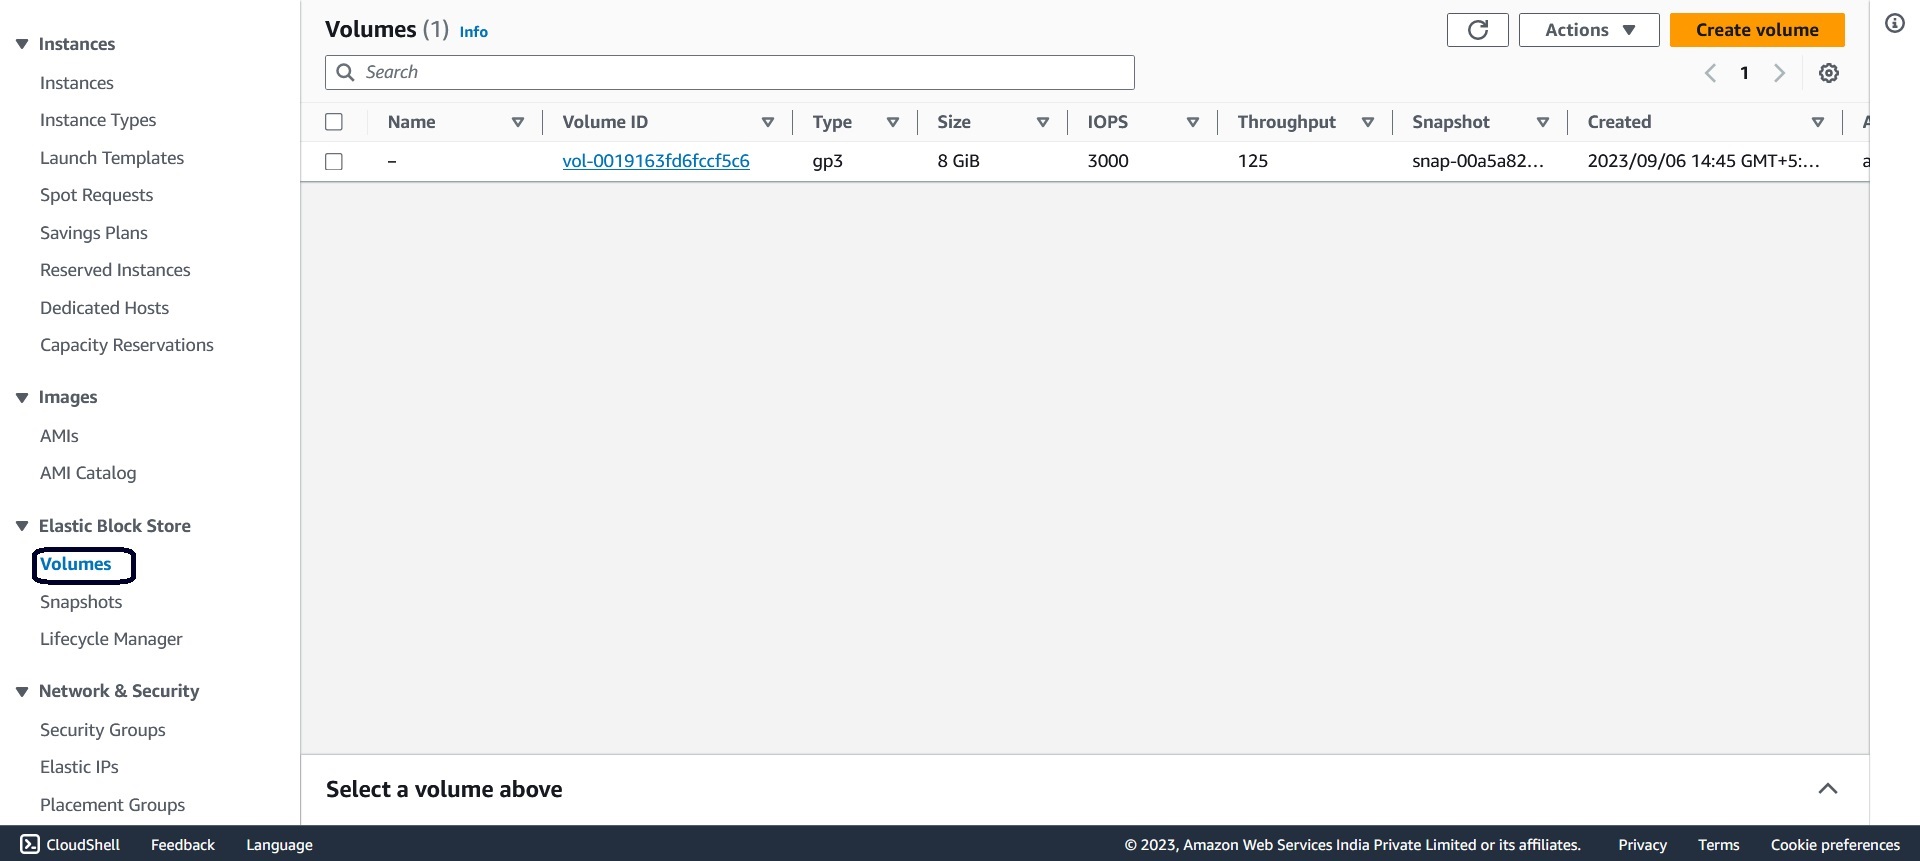 Instances
Instances
Instance Types
Launch Templates
Spot Requests
Savings Plans
Reserved Instances
Dedicated Hosts
Capacity Reservations
Images
AMIs
AMI Catalog
Elastic Block Store
Volumes
Snapshots
Lifecycle Manager
Network & Security
Security Groups
Elastic IPs
Placement Groups
Volumes (1) Info
Actions
Create volume
Search
1
Name Volume ID Type Size IOPS Throughput Snapshot Created
– vol-0019163fd6fccf5c6 gp3 8 GiB 3000 125 snap-00a5a82... 2023/09/06 14:45 GMT+5:...
Select a volume above
CloudShell Feedback Language © 2023, Amazon Web Services India Private Limited or its affiliates. Privacy Terms Cookie preferences